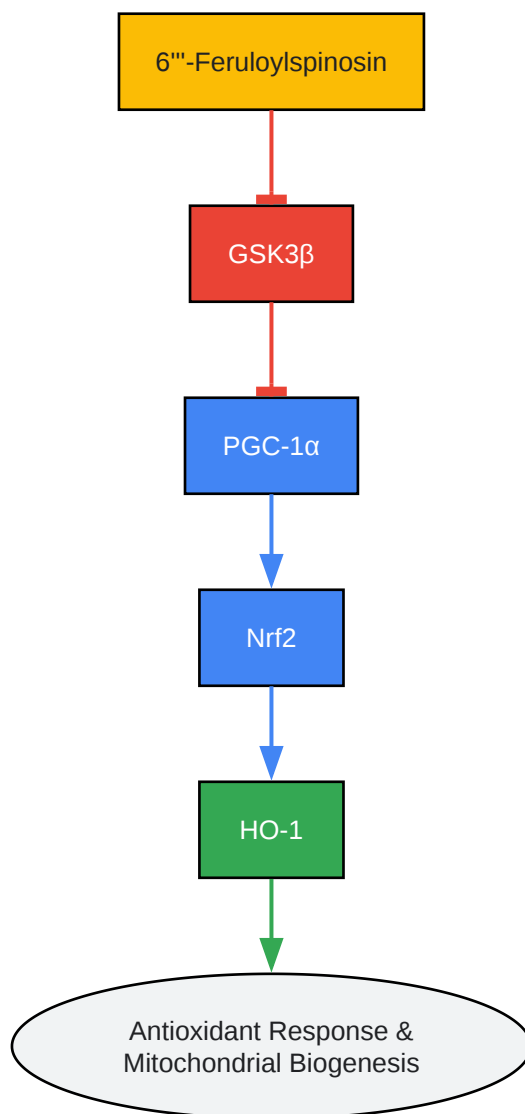 6'''-Feruloylspinosin
GSK3β
PGC-1α
Nrf2
HO-1
Antioxidant Response &
Mitochondrial Biogenesis